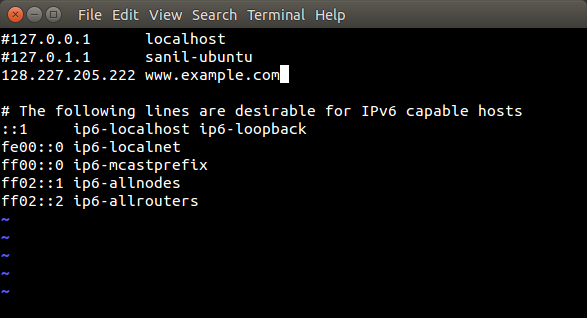 File Edit View Search Terminal Help
#127.0.0.1      localhost
#127.0.1.1      sanil-ubuntu
128.227.205.222 www.example.com

# The following lines are desirable for IPv6 capable hosts
::1     ip6-localhost ip6-loopback
fe00::0 ip6-localnet
ff00::0 ip6-mcastprefix
ff02::1 ip6-allnodes
ff02::2 ip6-allrouters
~
~
~
~
~